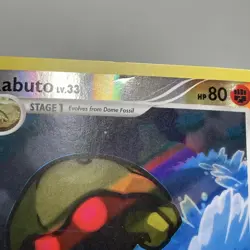 abuto LV.33
HP 80
STAGE 1 Evolves from Dome Fossil